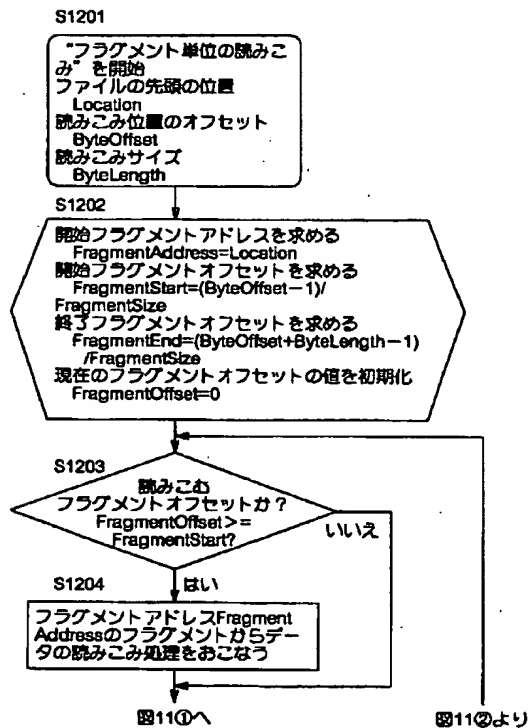 S1201
“フラグメント単位の読みこ
み”を開始
ファイルの先頭の位置
Location
読みこみ位置のオフセット
ByteOffset
読みこみサイズ
ByteLength
S1202
開始フラグメントアドレスを求める
FragmentAddress=Location
開始フラグメントオフセットを求める
FragmentStart=(ByteOffset−1)/
FragmentSize
終了フラグメントオフセットを求める
FragmentEnd=(ByteOffset+ByteLength−1)
/FragmentSize
現在のフラグメントオフセットの値を初期化
FragmentOffset=0
S1203
読みこむ
フラグメントオフセットか？
FragmentOffset>=
FragmentStart?
いいえ
はい
S1204
フラグメントアドレスFragment
Addressのフラグメントからデー
タの読みこみ処理をおこなう
図11①へ
図11②より